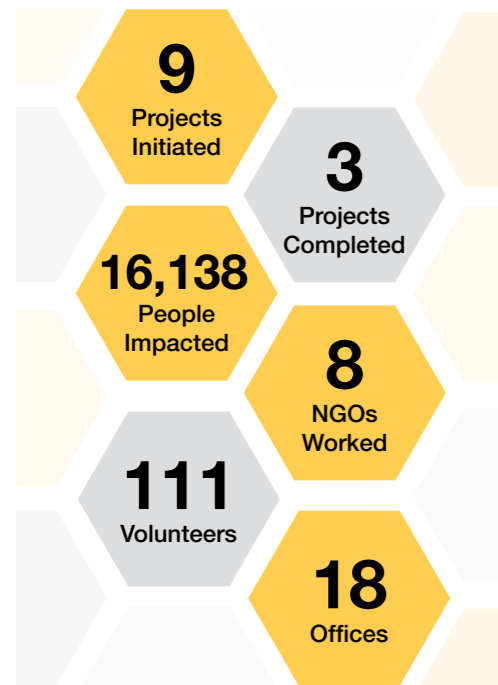 9
Projects
Initiated
3
Projects
Completed
16,138
People
Impacted
8
NGOs
Worked
111
Volunteers
18
Offices